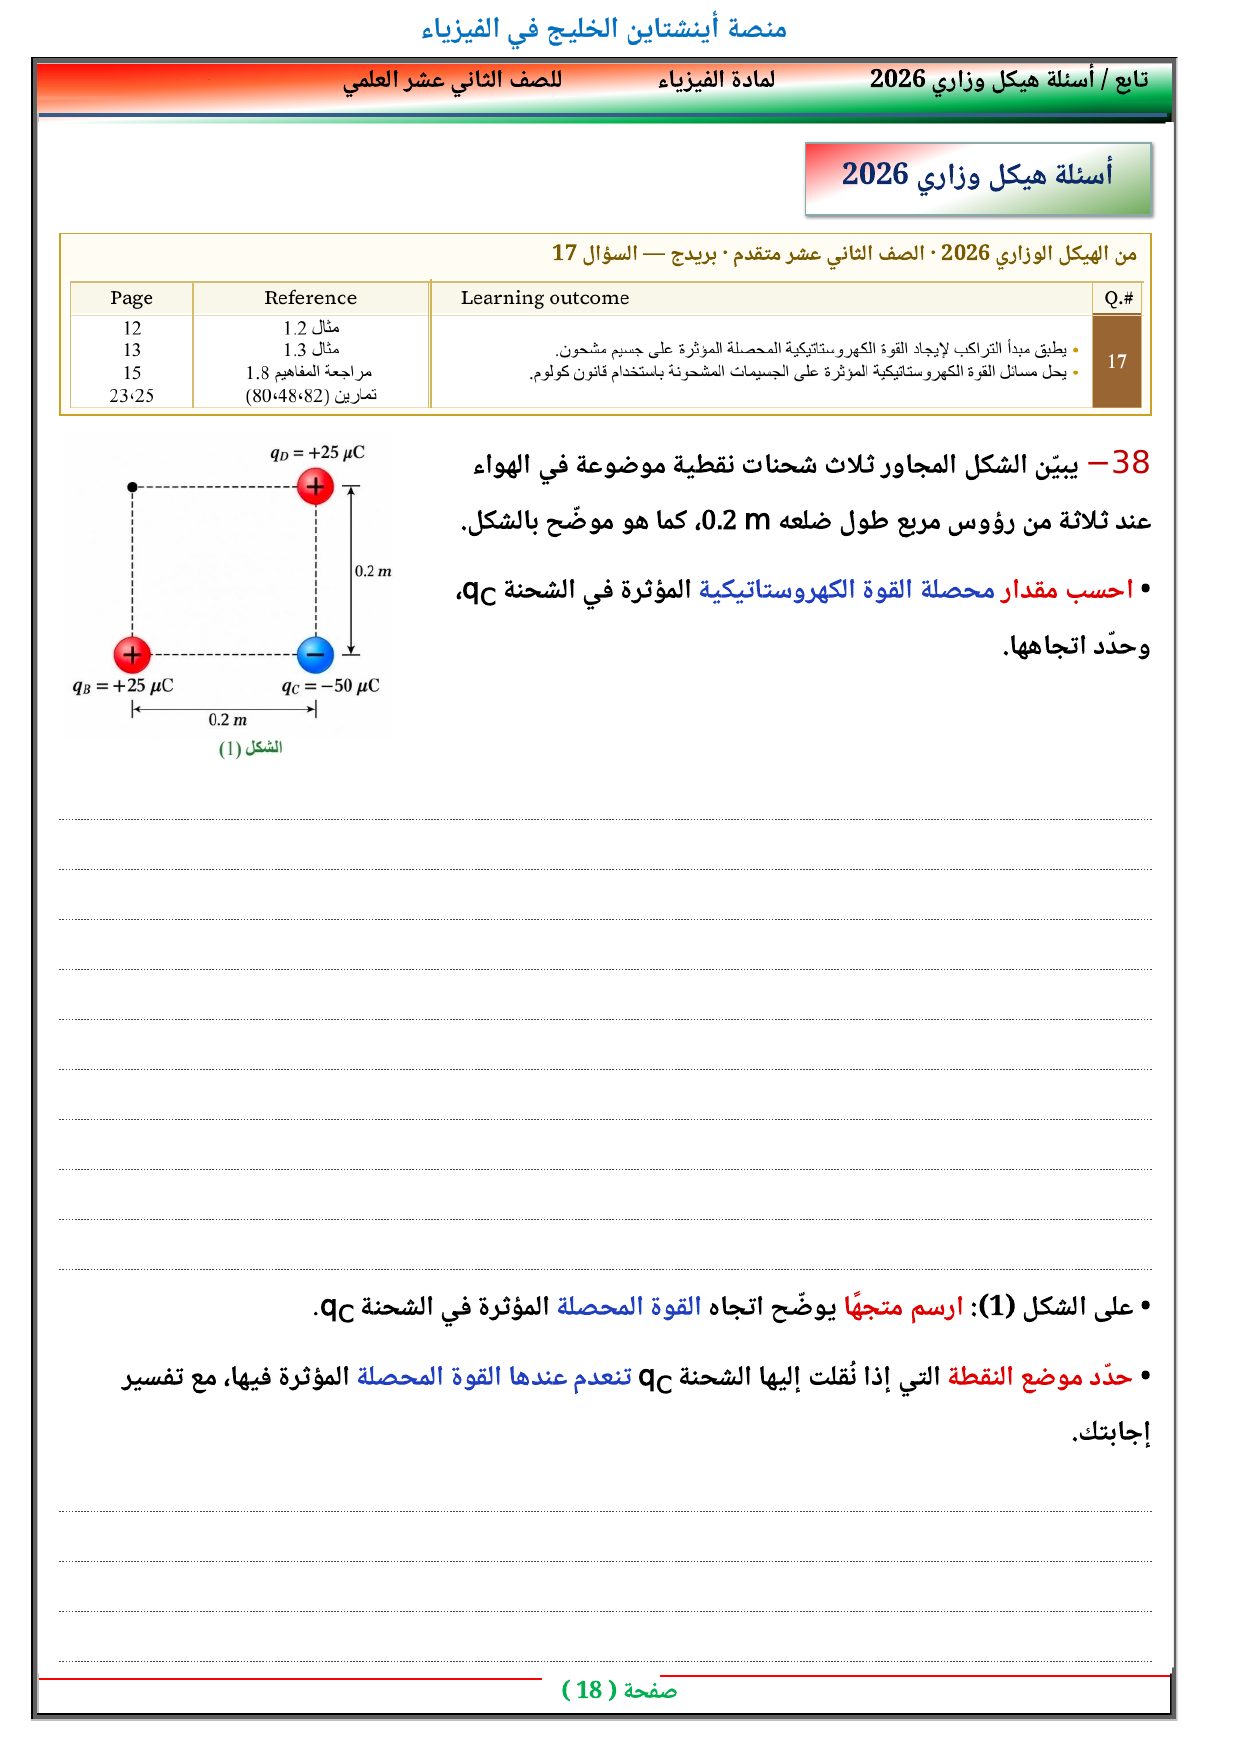 منصة أينشتاين الخليج في الفيزياء
تابع / أسئلة هيكل وزاري 2026 لمادة الفيزياء للصف الثاني عشر العلمي
أسئلة هيكل وزاري 2026
من الهيكل الوزاري 2026 · الصف الثاني عشر متقدم · بريدج — السؤال 17
Q.# Learning outcome Reference Page
17
• يطبق مبدأ التراكب لإيجاد القوة الكهروستاتيكية المحصلة المؤثرة على جسيم مشحون.
• يحل مسائل القوة الكهروستاتيكية المؤثرة على الجسيمات المشحونة باستخدام قانون كولوم.
مثال 1.2 12
مثال 1.3 13
مراجعة المفاهيم 1.8 15
تمارين (80،48،82) 23،25
38– يبيّن الشكل المجاور ثلاث شحنات نقطية موضوعة في الهواء
عند ثلاثة من رؤوس مربع طول ضلعه 0.2 m، كما هو موضّح بالشكل.
• احسب مقدار محصلة القوة الكهروستاتيكية المؤثرة في الشحنة qC،
وحدّد اتجاهها.
qD = +25 μC
+
0.2 m
+
−
qB = +25 μC
qC = −50 μC
0.2 m
الشكل (1)
• على الشكل (1): ارسم متجهًا يوضّح اتجاه القوة المحصلة المؤثرة في الشحنة qC.
• حدّد موضع النقطة التي إذا نُقلت إليها الشحنة qC تنعدم عندها القوة المحصلة المؤثرة فيها، مع تفسير
إجابتك.
صفحة ( 18 )